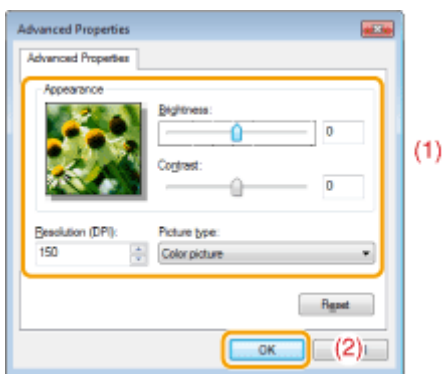 Advanced Properties
Advanced Properties
Appearance
Brightness:
0
(1)
Contrast:
0
Resolution (DPI):
Picture type:
150
Color picture
Reset
OK
(2)